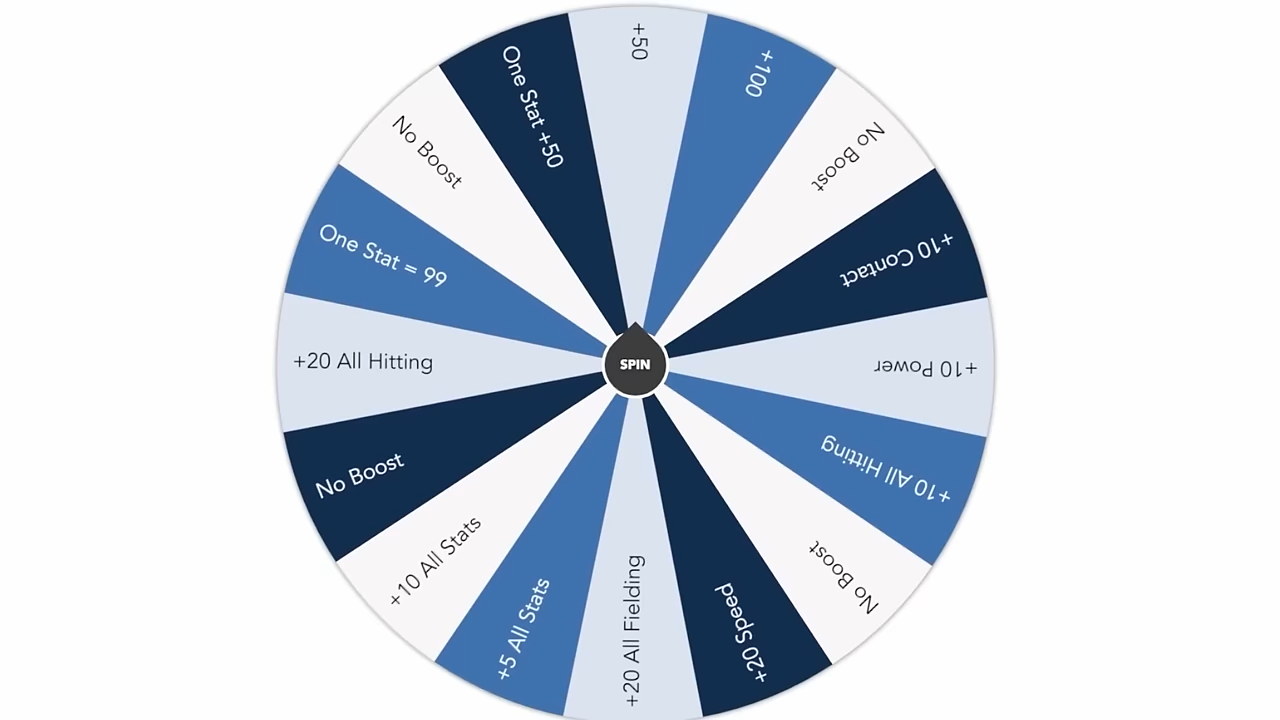 +50
+100
No Boost
+10 Contact
+10 Power
+10 All Hitting
No Boost
+20 Speed
+20 All Fielding
+5 All Stats
+10 All Stats
No Boost
+20 All Hitting
One Stat = 99
No Boost
One Stat +50
SPIN